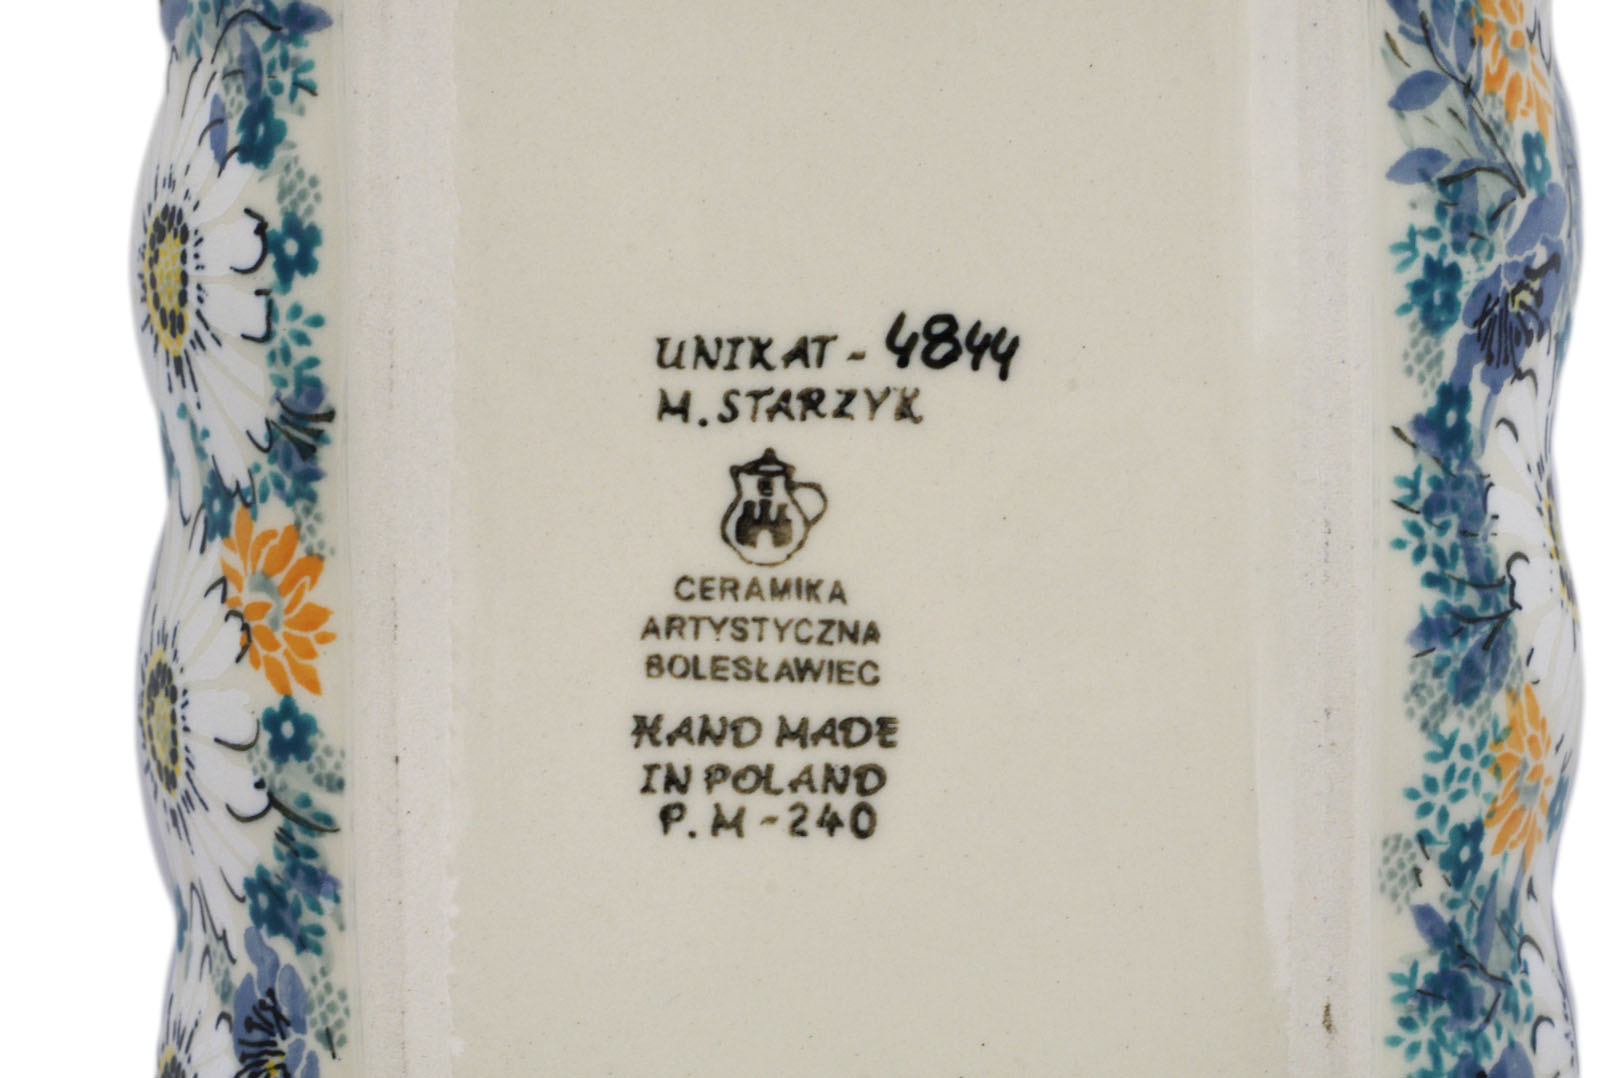 UNIKAT - 4844
M. STARZYK
CERAMIKA
ARTYSTYCZNA
BOLESŁAWIEC
HAND MADE
IN POLAND
P. M - 240